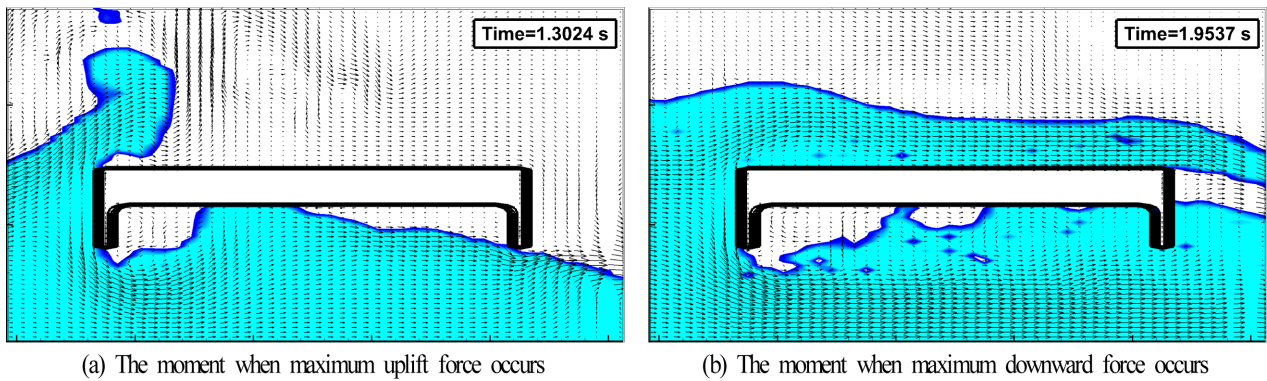 Time=1.3024 s
Time=1.9537 s
(a) The moment when maximum uplift force occurs
(b) The moment when maximum downward force occurs